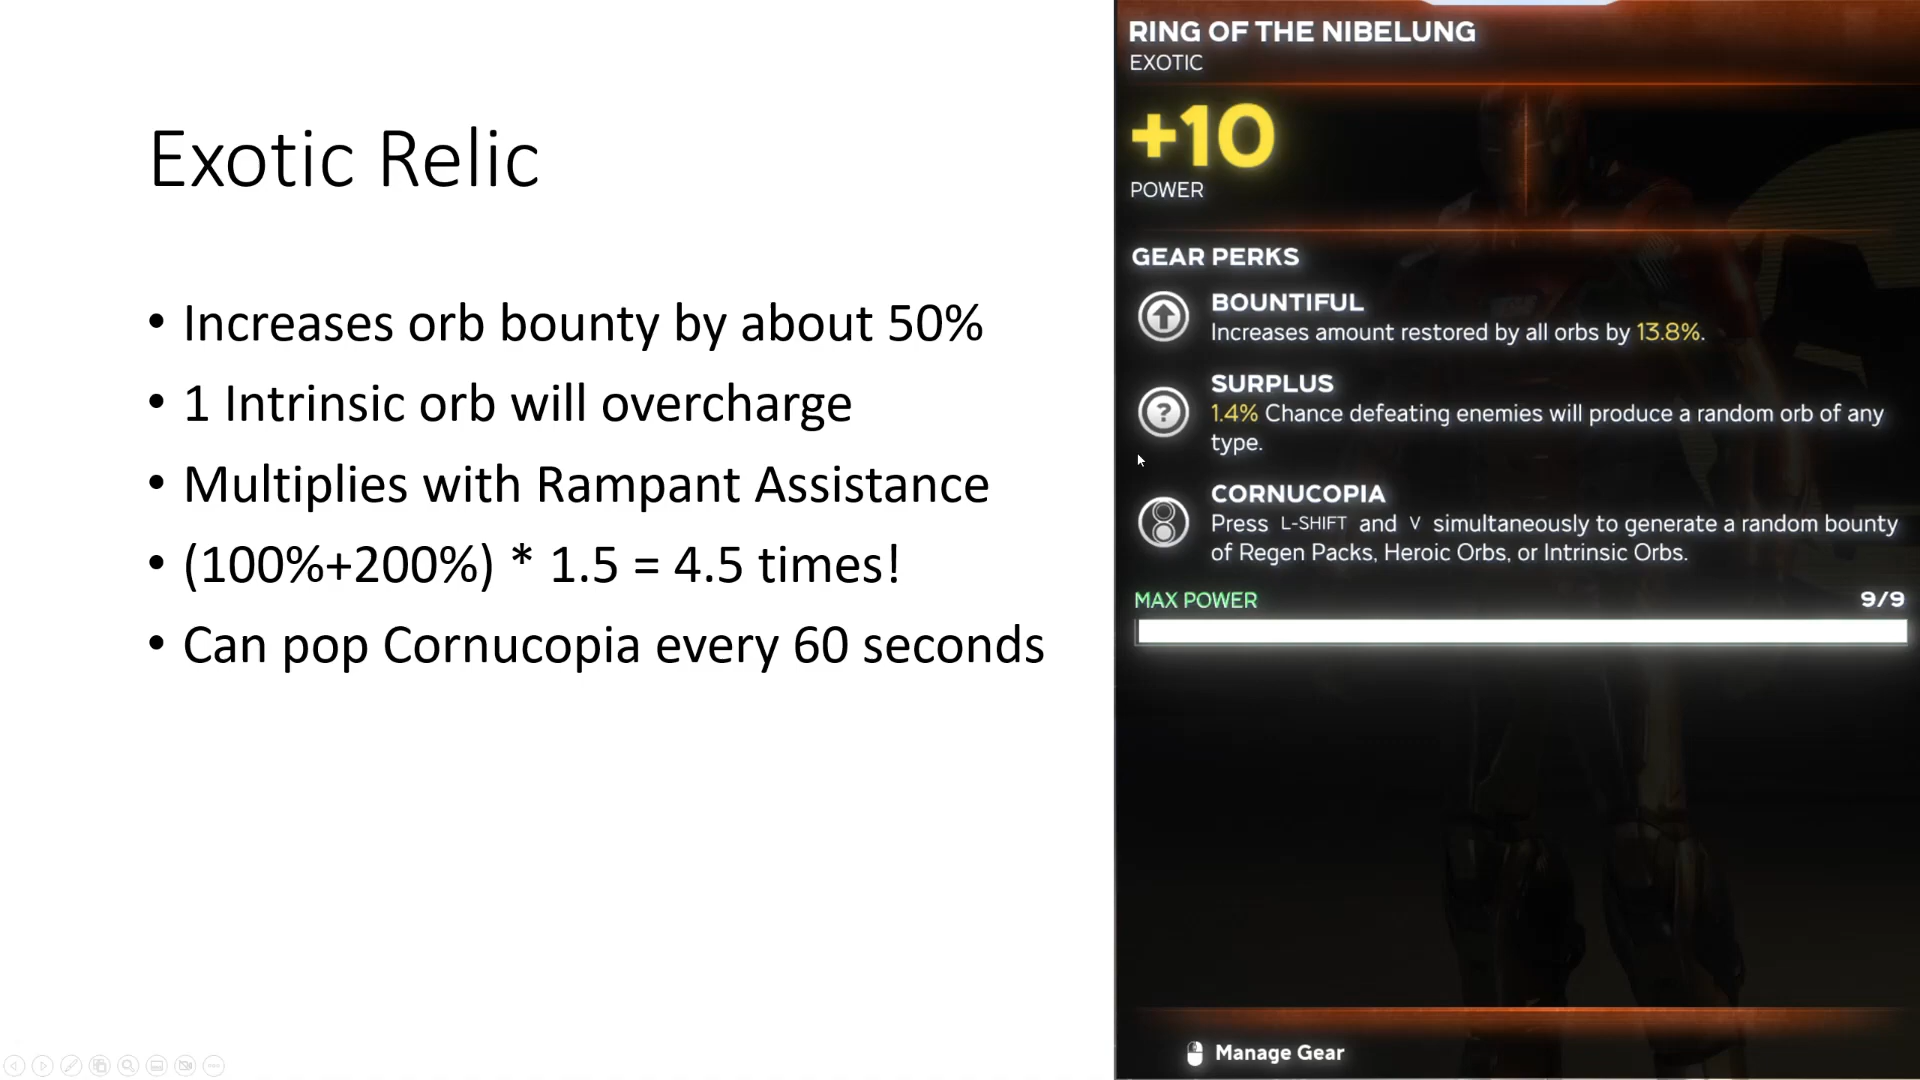 Exotic Relic
• Increases orb bounty by about 50%
• 1 Intrinsic orb will overcharge
• Multiplies with Rampant Assistance
• (100%+200%) * 1.5 = 4.5 times!
• Can pop Cornucopia every 60 seconds
RING OF THE NIBELUNG
EXOTIC
+10
POWER
GEAR PERKS
BOUNTIFUL
Increases amount restored by all orbs by 13.8%.
SURPLUS
1.4% Chance defeating enemies will produce a random orb of any
type.
CORNUCOPIA
Press L-SHIFT and V simultaneously to generate a random bounty
of Regen Packs, Heroic Orbs, or Intrinsic Orbs.
MAX POWER 9/9
Manage Gear